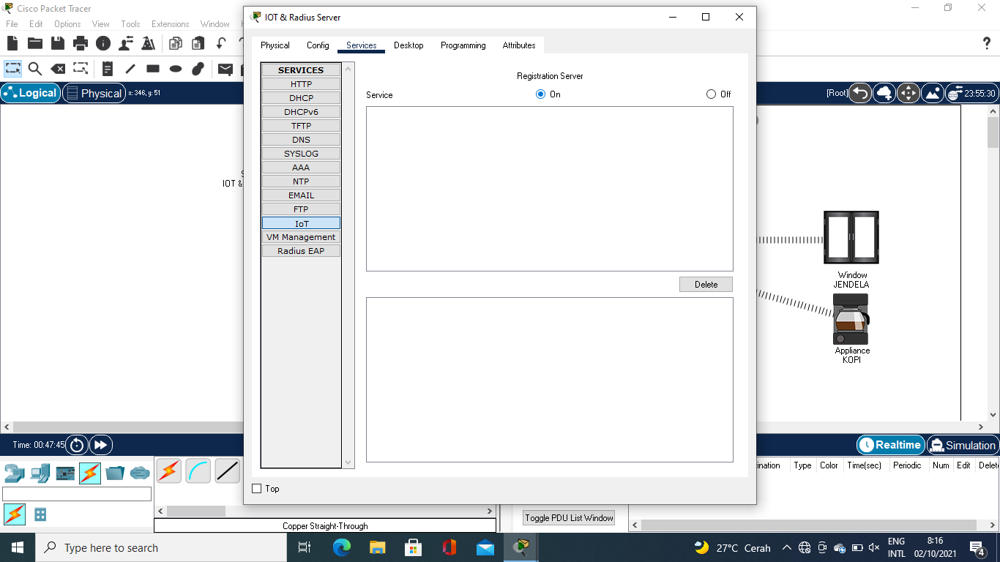 Cisco Packet Tracer
File Edit Options View Tools Extensions Window
IOT & Radius Server
Physical Config Services Desktop Programming Attributes
Logical
Physical
x: 346, y: 51
[Root]
23:55:30
SERVICES
HTTP
DHCP
DHCPv6
TFTP
DNS
SYSLOG
AAA
NTP
EMAIL
FTP
IoT
VM Management
Radius EAP
Registration Server
Service
On
Off
Delete
Top
IOT &
Window
JENDELA
Appliance
KOPI
Time: 00:47:45
Realtime
Simulation
Type Color Time(sec) Periodic Num Edit
Toggle PDU List Window
Copper Straight-Through
Type here to search
27°C Cerah
ENG
INTL
8:16
02/10/2021
4